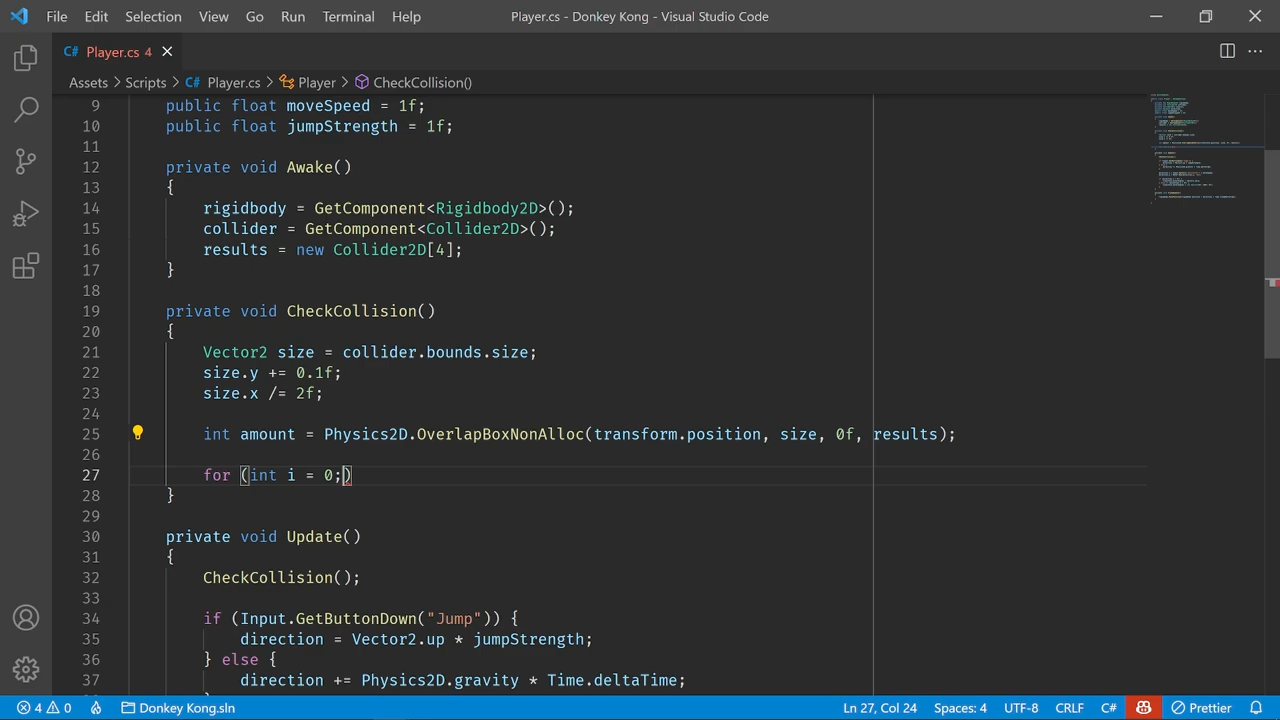 File Edit Selection View Go Run Terminal Help Player.cs - Donkey Kong - Visual Studio Code
C# Player.cs 4
Assets > Scripts > C# Player.cs > Player > CheckCollision()
9 public float moveSpeed = 1f;
10 public float jumpStrength = 1f;
11
12 private void Awake()
13 {
14 rigidbody = GetComponent<Rigidbody2D>();
15 collider = GetComponent<Collider2D>();
16 results = new Collider2D[4];
17 }
18
19 private void CheckCollision()
20 {
21 Vector2 size = collider.bounds.size;
22 size.y += 0.1f;
23 size.x /= 2f;
24
25 int amount = Physics2D.OverlapBoxNonAlloc(transform.position, size, 0f, results);
26
27 for (int i = 0;)
28 }
29
30 private void Update()
31 {
32 CheckCollision();
33
34 if (Input.GetButtonDown("Jump")) {
35 direction = Vector2.up * jumpStrength;
36 } else {
37 direction += Physics2D.gravity * Time.deltaTime;
4 0 Donkey Kong.sln Ln 27, Col 24 Spaces: 4 UTF-8 CRLF C# Prettier